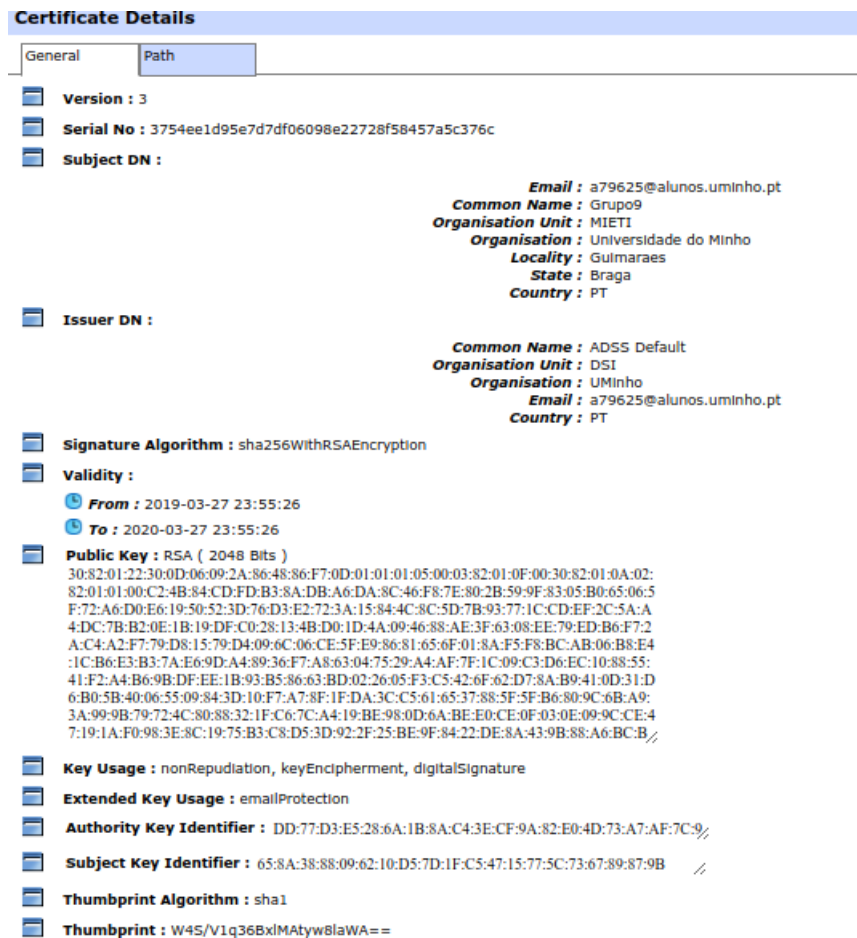 Certificate Details
General
Path
Version : 3
Serial No : 3754ee1d95e7d7df06098e22728f58457a5c376c
Subject DN :
Email : a79625@alunos.uminho.pt
Common Name : Grupo9
Organisation Unit : MIETI
Organisation : Universidade do Minho
Locality : Guimaraes
State : Braga
Country : PT
Issuer DN :
Common Name : ADSS Default
Organisation Unit : DSI
Organisation : UMinho
Email : a79625@alunos.uminho.pt
Country : PT
Signature Algorithm : sha256WithRSAEncryption
Validity :
From : 2019-03-27 23:55:26
To : 2020-03-27 23:55:26
Public Key : RSA ( 2048 Bits )
30:82:01:22:30:0D:06:09:2A:86:48:86:F7:0D:01:01:01:05:00:03:82:01:0F:00:30:82:01:0A:02:
82:01:01:00:C2:4B:84:CD:FD:B3:8A:DB:A6:DA:8C:46:F8:7E:80:2B:59:9F:83:05:B0:65:06:5
F:72:A6:D0:E6:19:50:52:3D:76:D3:E2:72:3A:15:84:4C:8C:5D:7B:93:77:1C:CD:EF:2C:5A:A
4:DC:7B:B2:0E:1B:19:DF:C0:28:13:4B:D0:1D:4A:09:46:88:AE:3F:63:08:EE:79:ED:B6:F7:2
A:C4:A2:F7:79:D8:15:79:D4:09:6C:06:CE:5F:E9:86:81:65:6F:01:8A:F5:F8:BC:AB:06:B8:E4
:1C:B6:E3:B3:7A:E6:9D:A4:89:36:F7:A8:63:04:75:29:A4:AF:7F:1C:09:C3:D6:EC:10:88:55:
41:F2:A4:B6:9B:DF:EE:1B:93:B5:86:63:BD:02:26:05:F3:C5:42:6F:62:D7:8A:B9:41:0D:31:D
6:B0:5B:40:06:55:09:84:3D:10:F7:A7:8F:1F:DA:3C:C5:61:65:37:88:5F:5F:B6:80:9C:6B:A9:
3A:99:9B:79:72:4C:80:88:32:1F:C6:7C:A4:19:BE:98:0D:6A:BE:E0:CE:0F:03:0E:09:9C:CE:4
7:19:1A:F0:98:3E:8C:19:75:B3:C8:D5:3D:92:2F:25:BE:9F:84:22:DE:8A:43:9B:88:A6:BC:B
Key Usage : nonRepudiation, keyEncipherment, digitalSignature
Extended Key Usage : emailProtection
Authority Key Identifier : DD:77:D3:E5:28:6A:1B:8A:C4:3E:CF:9A:82:E0:4D:73:A7:AF:7C:9
Subject Key Identifier : 65:8A:38:88:09:62:10:D5:7D:1F:C5:47:15:77:5C:73:67:89:87:9B
Thumbprint Algorithm : sha1
Thumbprint : W4S/V1q36BxlMAtyw8laWA==